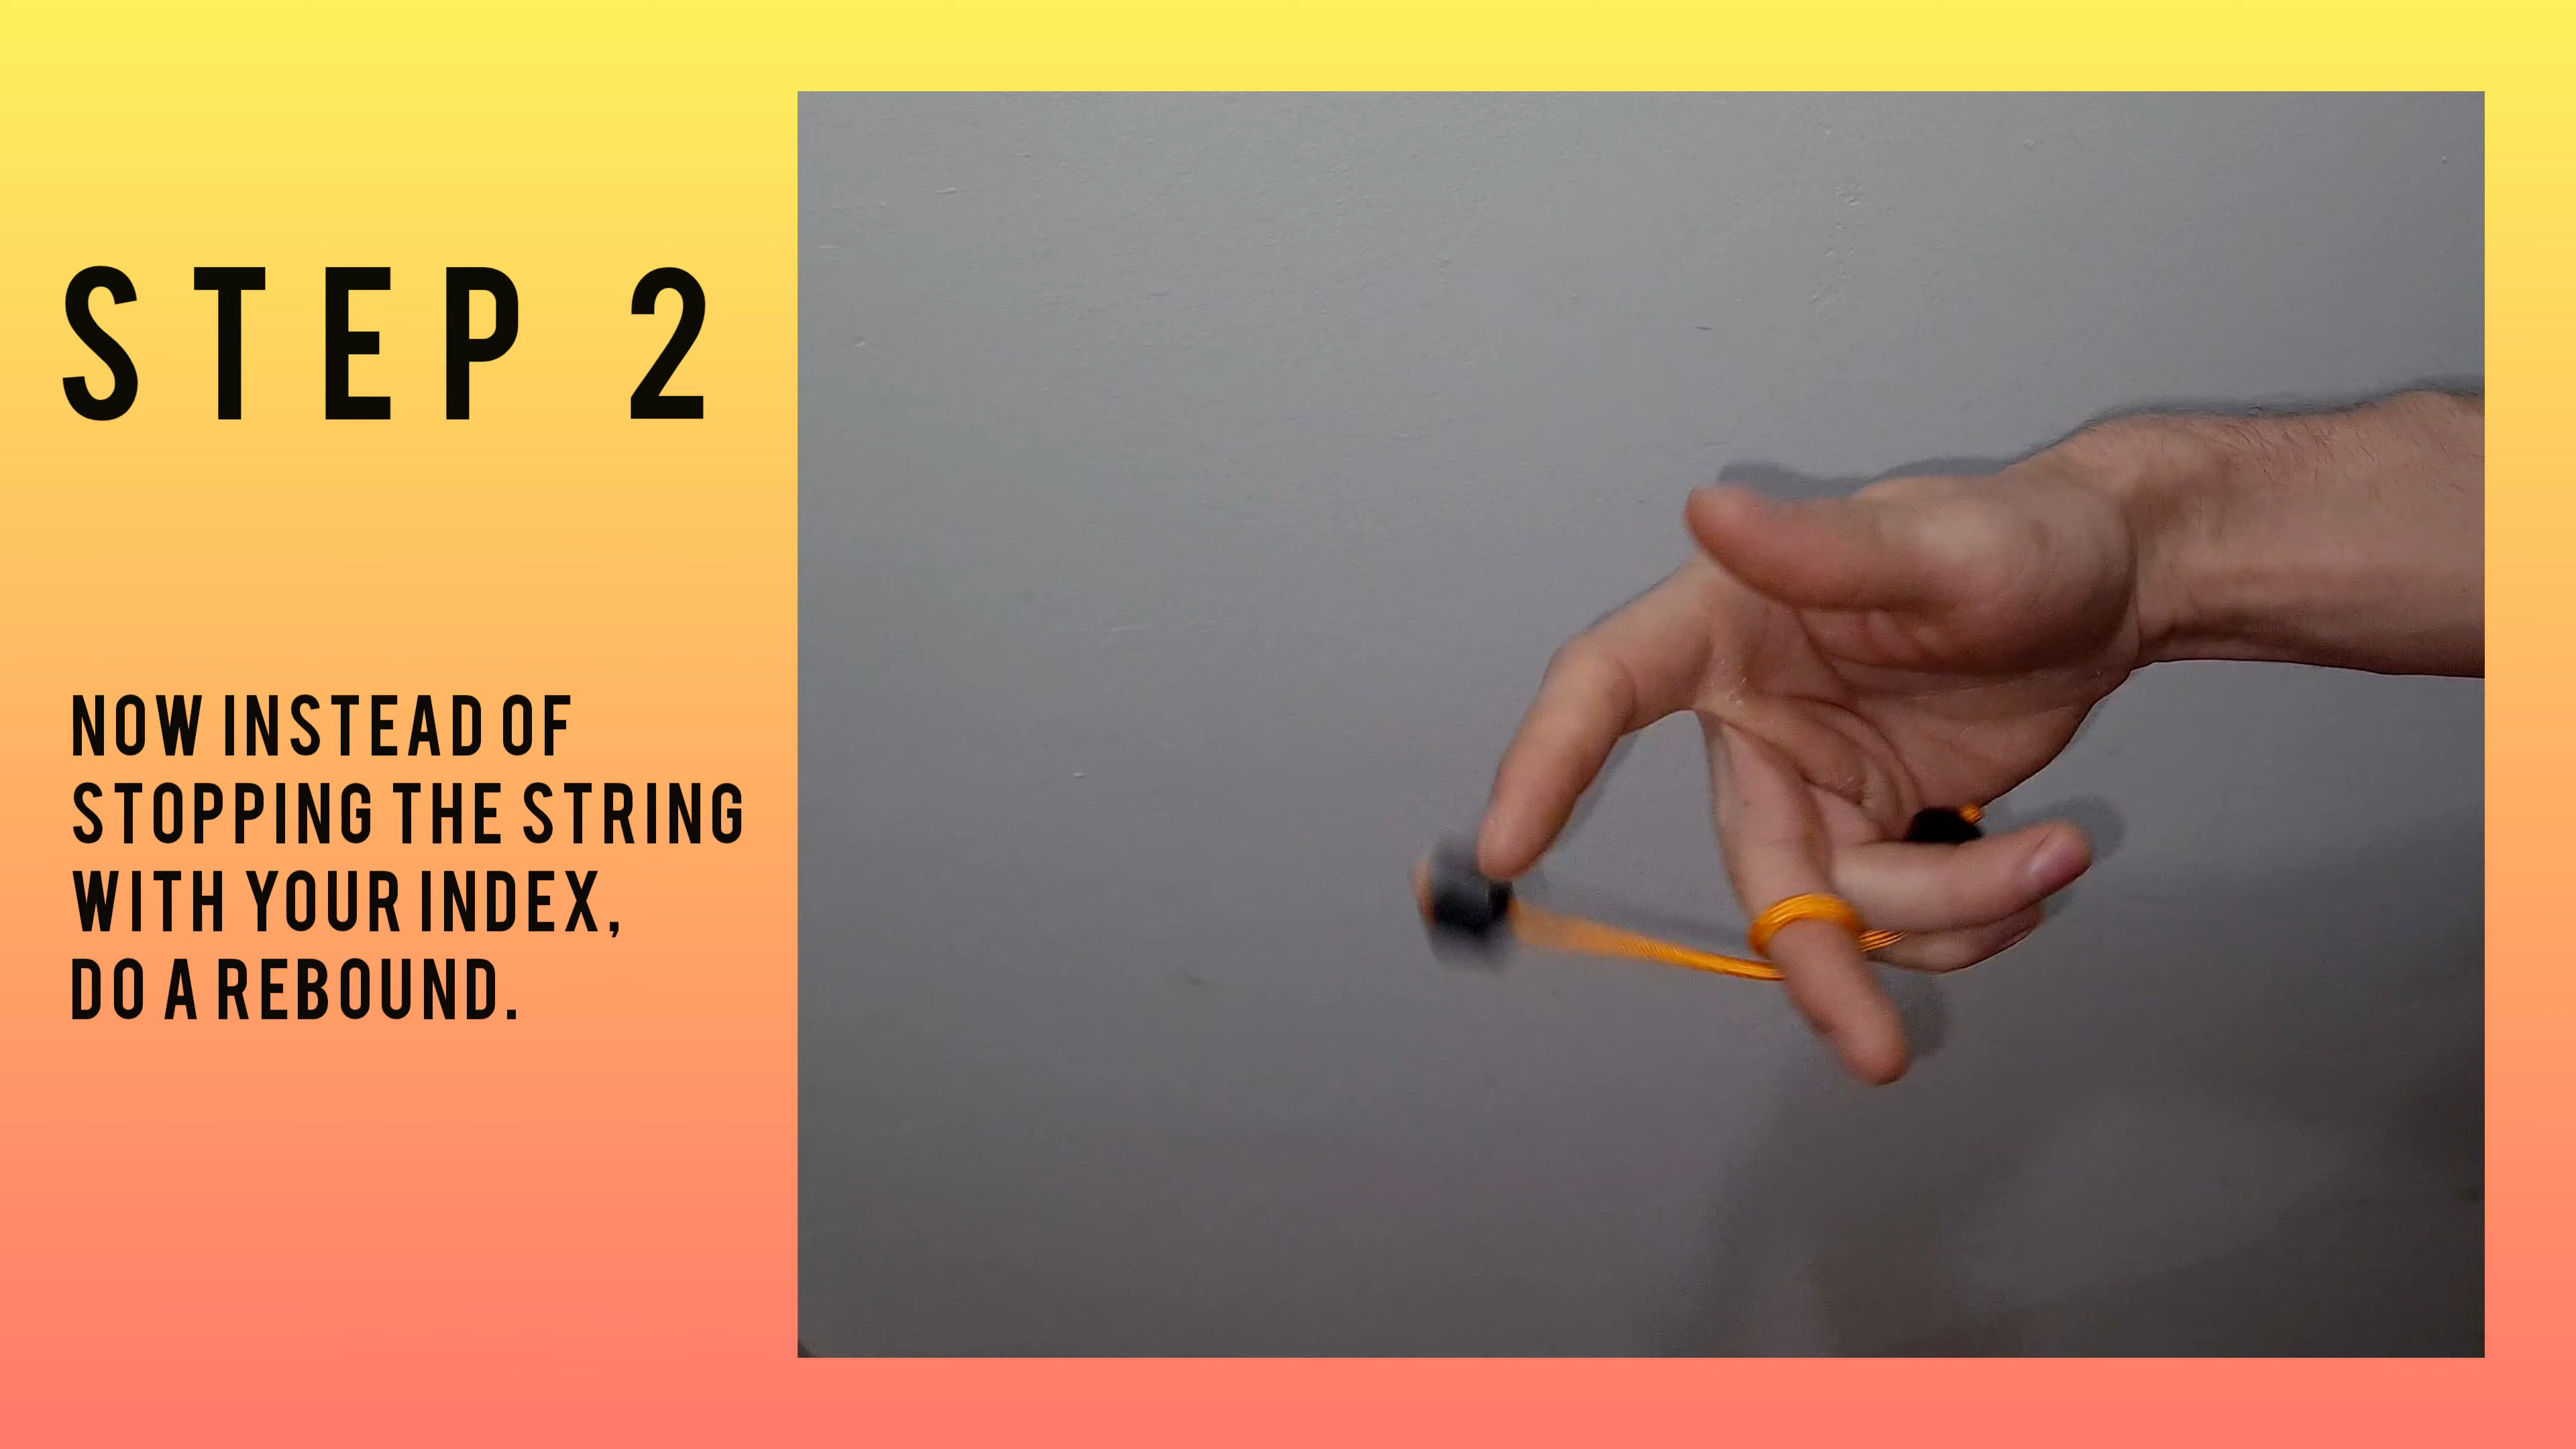 STEP 2
NOW INSTEAD OF
STOPPING THE STRING
WITH YOUR INDEX,
DO A REBOUND.